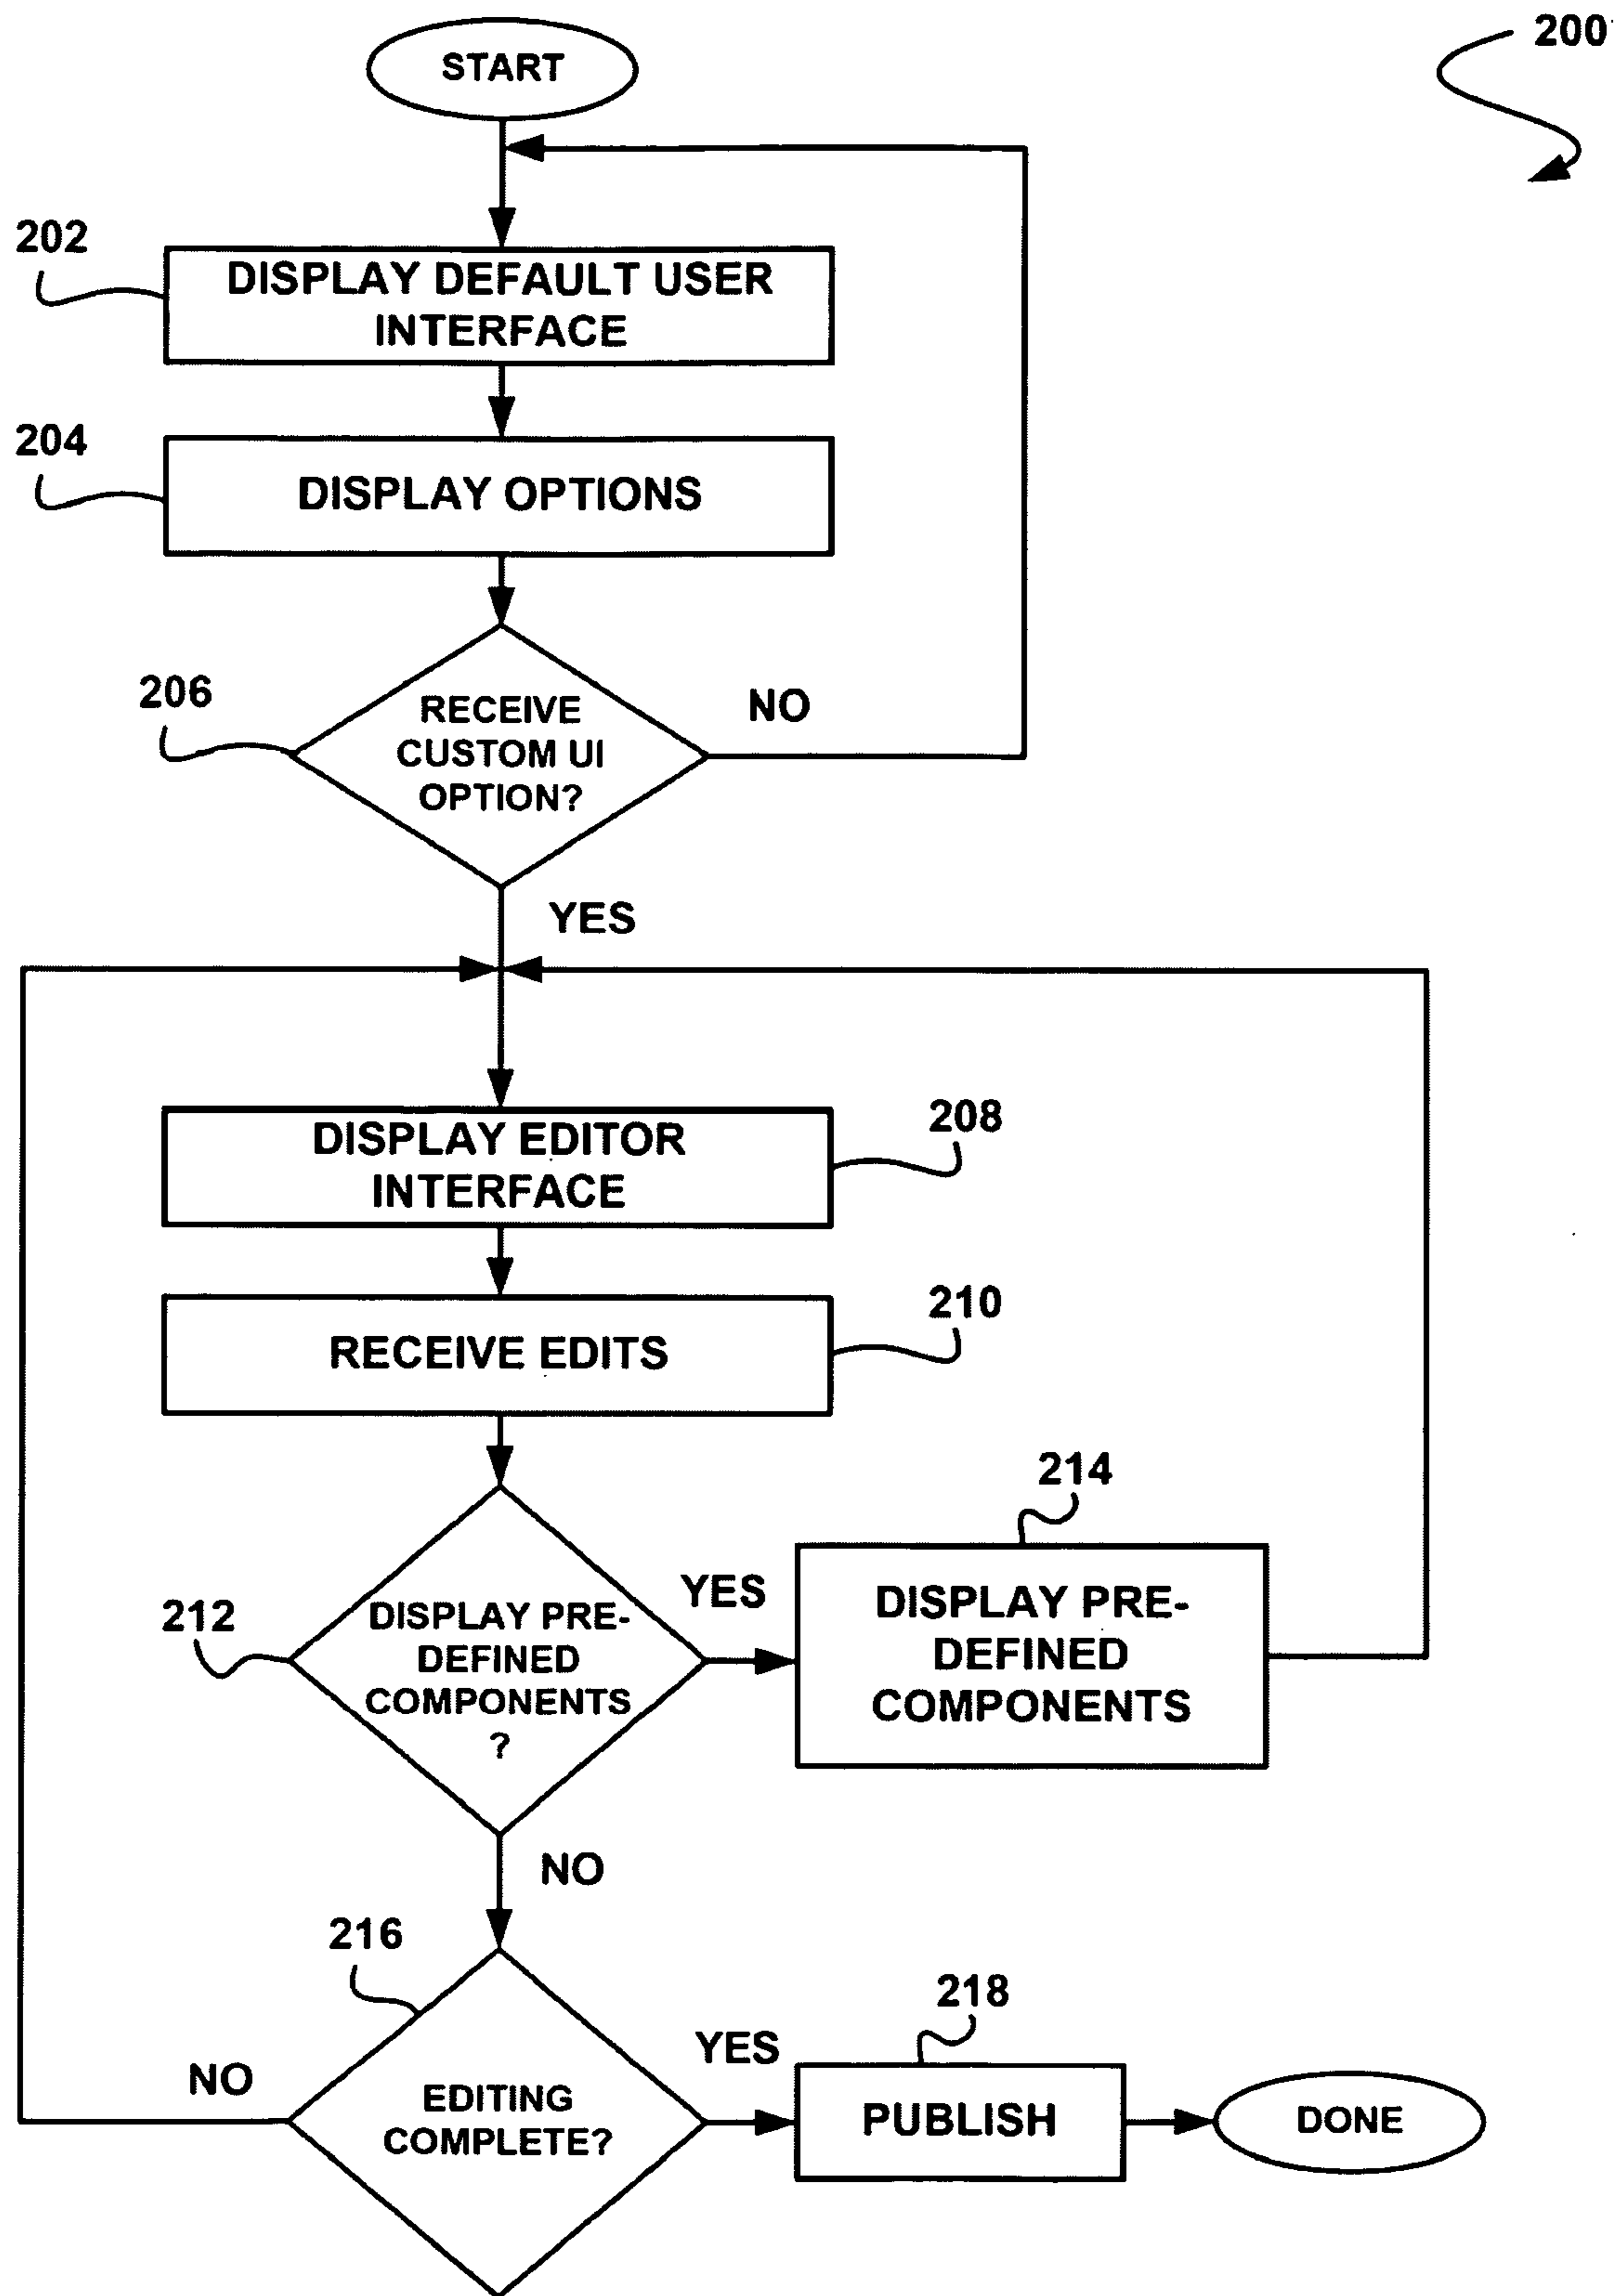 START
200
202
DISPLAY DEFAULT USER
INTERFACE
204
DISPLAY OPTIONS
206
RECEIVE
CUSTOM UI
OPTION?
NO
YES
DISPLAY EDITOR
INTERFACE
208
RECEIVE EDITS
210
212
DISPLAY PRE-
DEFINED
COMPONENTS
?
YES
214
DISPLAY PRE-
DEFINED
COMPONENTS
NO
216
EDITING
COMPLETE?
NO
YES
218
PUBLISH
DONE